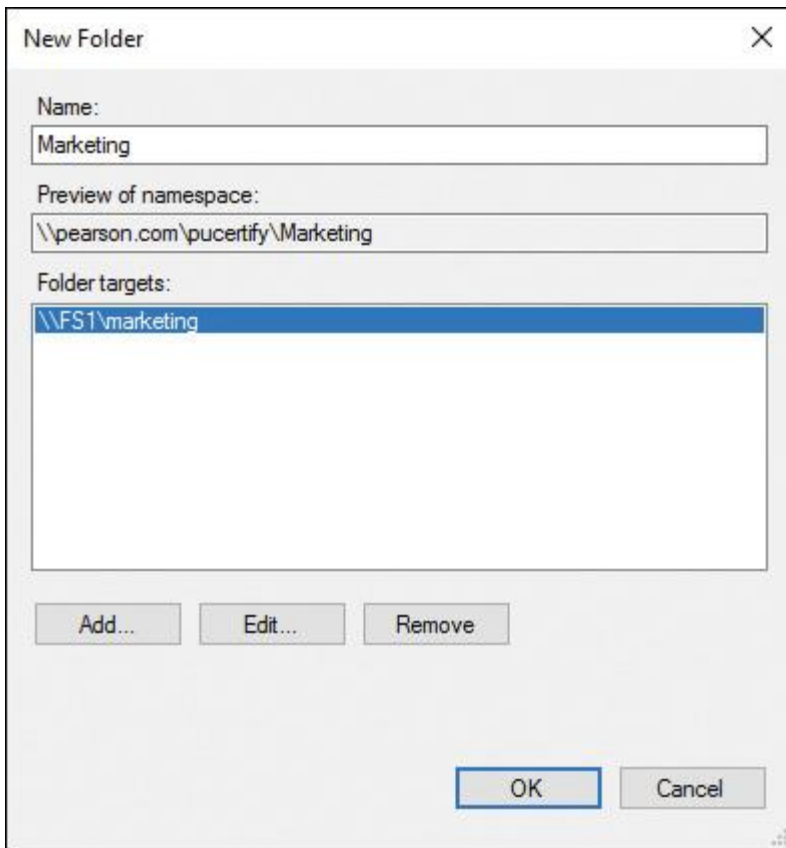 New Folder
Name:
Marketing
Preview of namespace:
\\pearson.com\pucertify\Marketing
Folder targets:
\\FS1\marketing
Add... Edit... Remove
OK Cancel